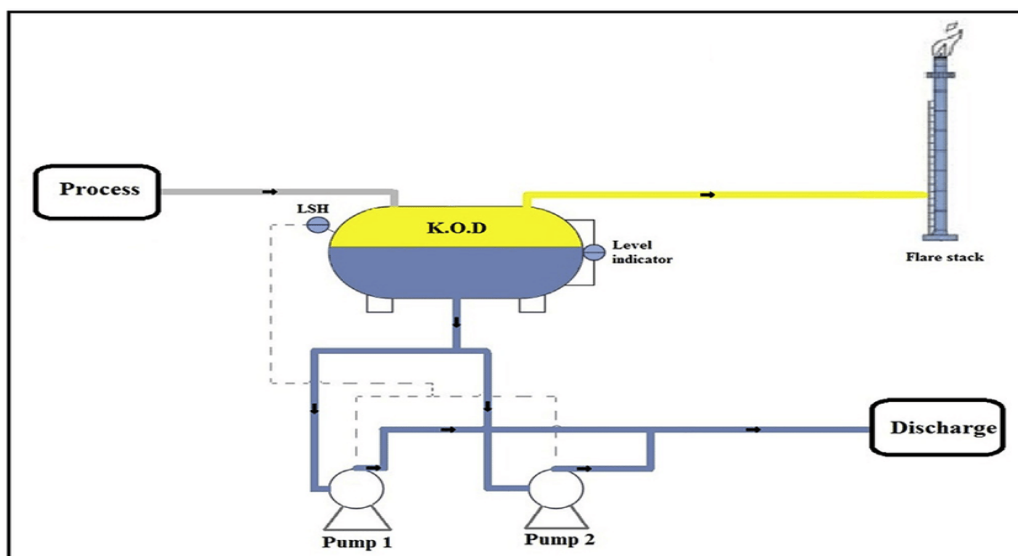 Process
LSH
K.O.D
Level
indicator
Flare stack
Discharge
Pump 1
Pump 2